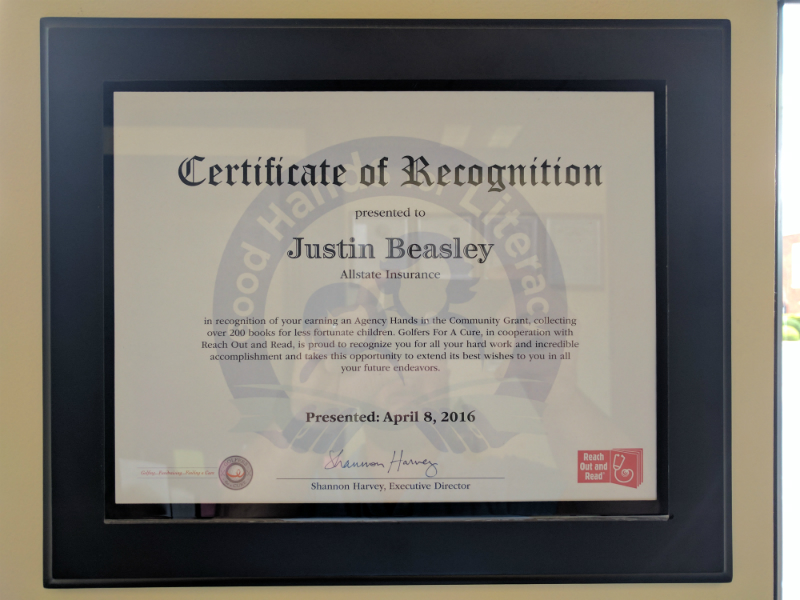 Certificate of Recognition
presented to
Justin Beasley
Allstate Insurance
Good Hands for Literacy
in recognition of your earning an Agency Hands in the Community Grant, collecting
over 200 books for less fortunate children. Golfers For A Cure, in cooperation with
Reach Out and Read, is proud to recognize you for all your hard work and incredible
accomplishment and takes this opportunity to extend its best wishes to you in all
your future endeavors.
Presented: April 8, 2016
Shannon Harvey
Shannon Harvey, Executive Director
Reach
Out and
Read